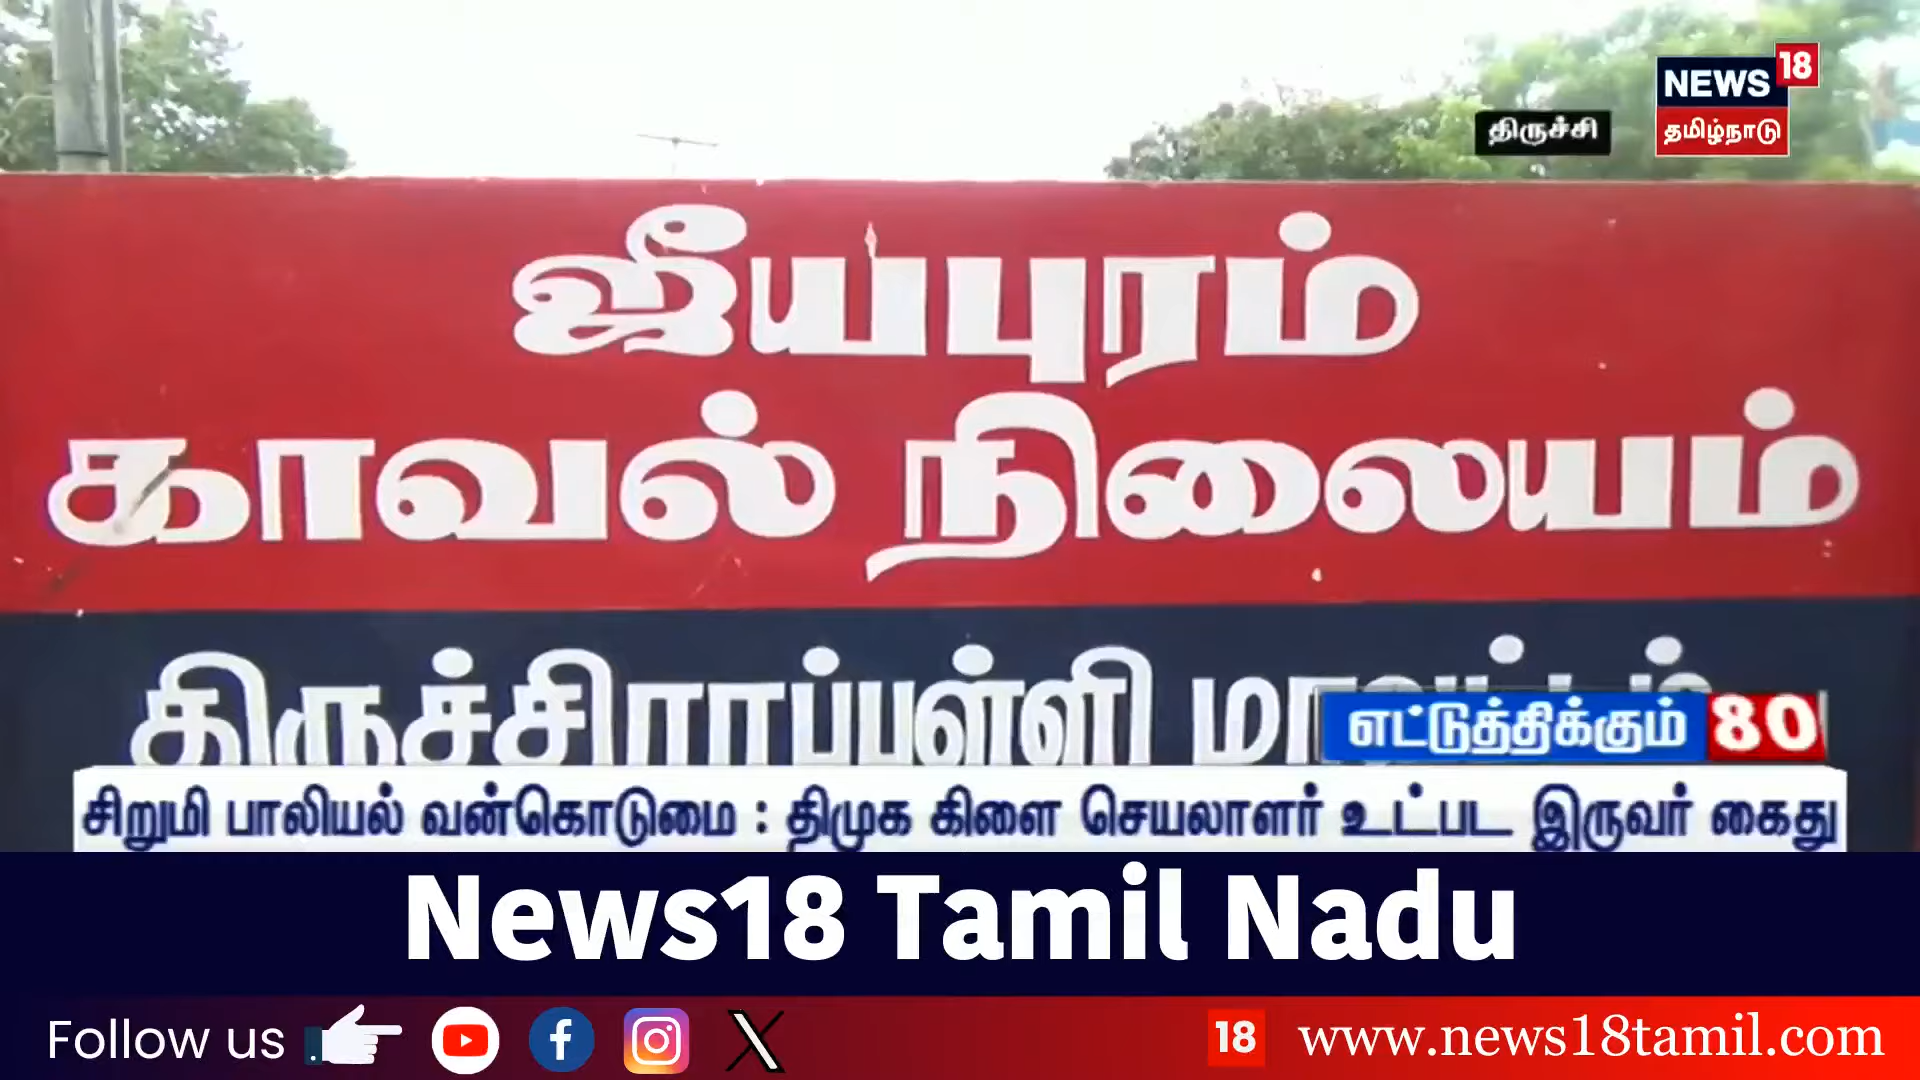 NEWS 18
தமிழ்நாடு
திருச்சி
ஜீயபுரம்
காவல் நிலையம்
திருச்சிராப்பள்ளி
எட்டுத்திக்கும் 80
சிறுமி பாலியல் வன்கொடுமை : திமுக கிளை செயலாளர் உட்பட இருவர் கைது
News18 Tamil Nadu
Follow us
18 www.news18tamil.com